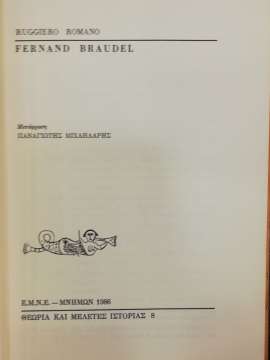 RUGGIERO ROMANO
FERNAND BRAUDEL
Μετάφραση
ΠΑΝΑΓΙΩΤΗΣ ΜΙΧΑΗΛΑΡΗΣ
Ε.Μ.Ν.Ε. — ΜΝΗΜΩΝ 1986
ΘΕΩΡΙΑ ΚΑΙ ΜΕΛΕΤΕΣ ΙΣΤΟΡΙΑΣ 8